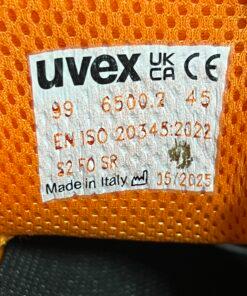 uvex UK CA CE
99 6500.2 45
EN ISO 20345:2022
S2 FO SR
Made in Italy 05/2025